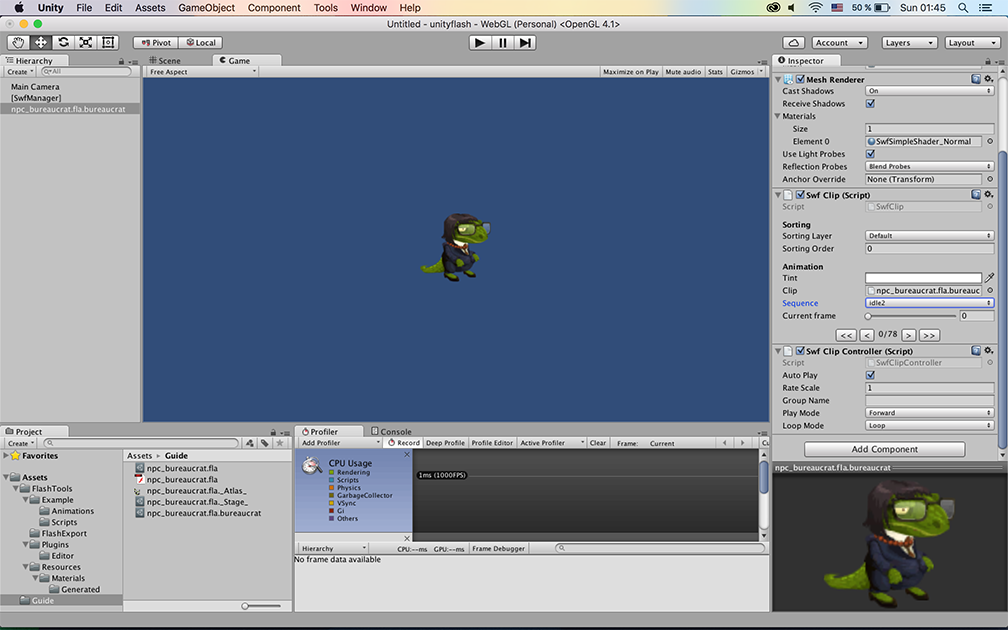 Unity File Edit Assets GameObject Component Tools Window Help 50 % Sun 01:45
Untitled - unityflash - WebGL (Personal) <OpenGL 4.1>
Pivot Local Account Layers Layout
Hierarchy
Create All
Main Camera
[SwfManager]
npc_bureaucrat.fla.bureaucrat
Scene Game
Free Aspect Maximize on Play Mute audio Stats Gizmos
Inspector
Mesh Renderer
Cast Shadows On
Receive Shadows
Materials
Size 1
Element 0 SwfSimpleShader_Normal
Use Light Probes
Reflection Probes Blend Probes
Anchor Override None (Transform)
Swf Clip (Script)
Script SwfClip
Sorting
Sorting Layer Default
Sorting Order 0
Animation
Tint
Clip npc_bureaucrat.fla.bureauc
Sequence idle2
Current frame 0
<< < 0/78 > >>
Swf Clip Controller (Script)
Script SwfClipController
Auto Play
Rate Scale 1
Group Name
Play Mode Forward
Loop Mode Loop
Add Component
npc_bureaucrat.fla.bureaucrat
Project
Create
Favorites
Assets
FlashTools
Example
Animations
Scripts
FlashExport
Plugins
Editor
Resources
Materials
Generated
Guide
Assets Guide
npc_bureaucrat.fla
npc_bureaucrat.fla
npc_bureaucrat.fla._Atlas_
npc_bureaucrat.fla._Stage_
npc_bureaucrat.fla.bureaucrat
Profiler Console
Add Profiler Record Deep Profile Profile Editor Active Profiler Clear Frame: Current Cu
CPU Usage
Rendering
Scripts
Physics
GarbageCollector
VSync
Gi
Others
1ms (1000FPS)
Hierarchy CPU:--ms GPU:--ms Frame Debugger
No frame data available